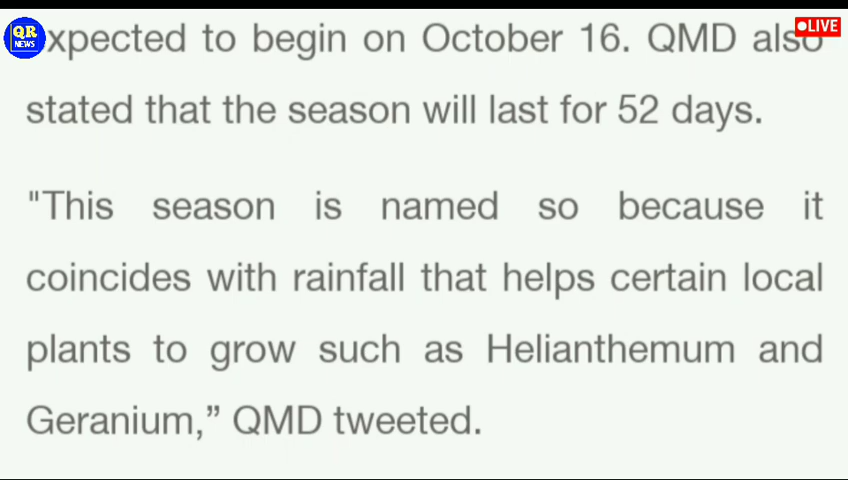 QR
NEWS
xpected to begin on October 16. QMD also
LIVE
stated that the season will last for 52 days.
"This season is named so because it
coincides with rainfall that helps certain local
plants to grow such as Helianthemum and
Geranium,” QMD tweeted.